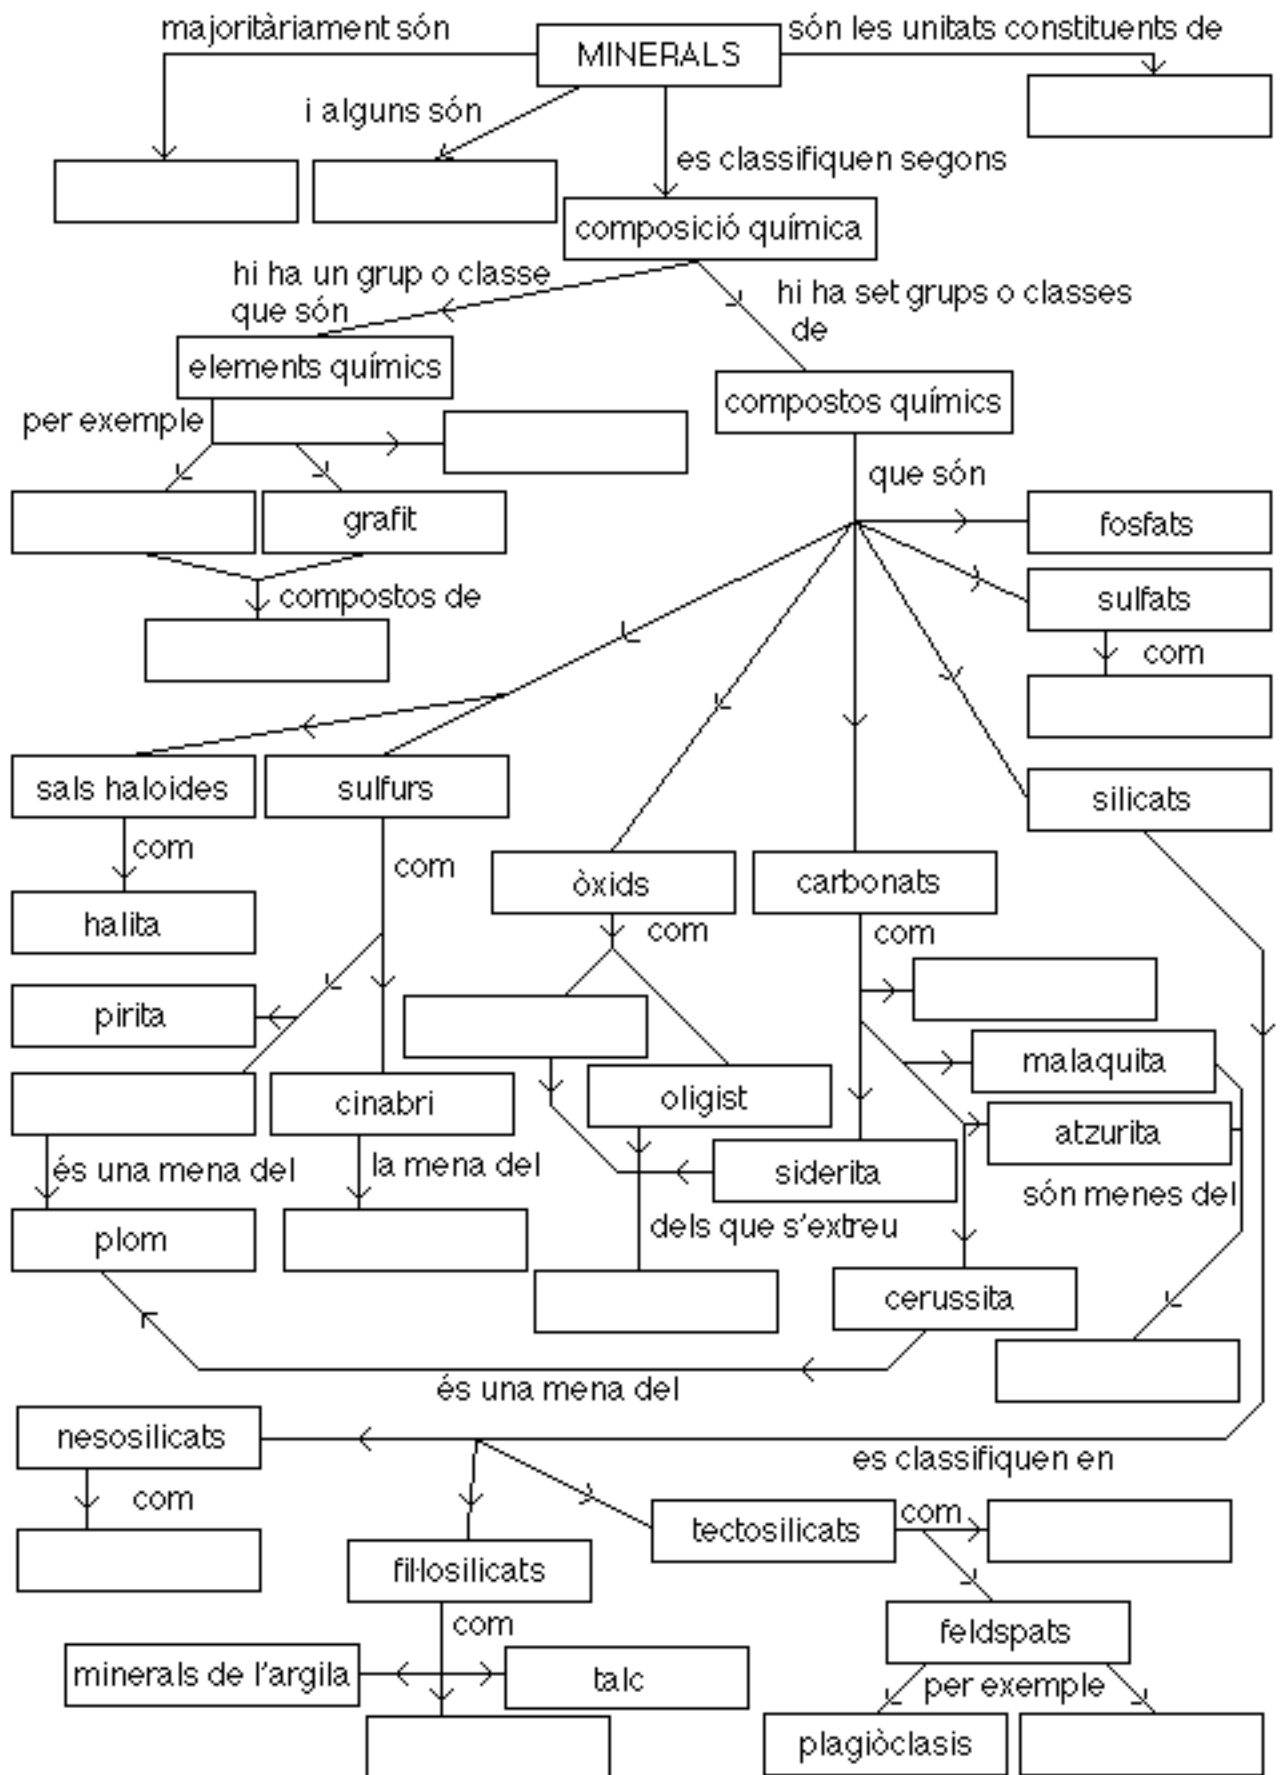 majoritàriament són
MINERALS
són les unitats constituents de
i alguns són
es classifiquen segons
composició química
hi ha un grup o classe
que són
hi ha set grups o classes
de
elements químics
compostos químics
per exemple
que són
grafit
fosfats
compostos de
sulfats
com
sals haloides
sulfurs
silicats
com
com
òxids
carbonats
halita
com
com
pirita
malaquita
cinabri
oligist
atzurita
és una mena del
la mena del
siderita
són menes del
plom
dels que s'extreu
cerussita
és una mena del
nesosilicats
es classifiquen en
com
tectosilicats
com
fil·losilicats
com
feldspats
minerals de l'argila
talc
per exemple
plagiòclasis